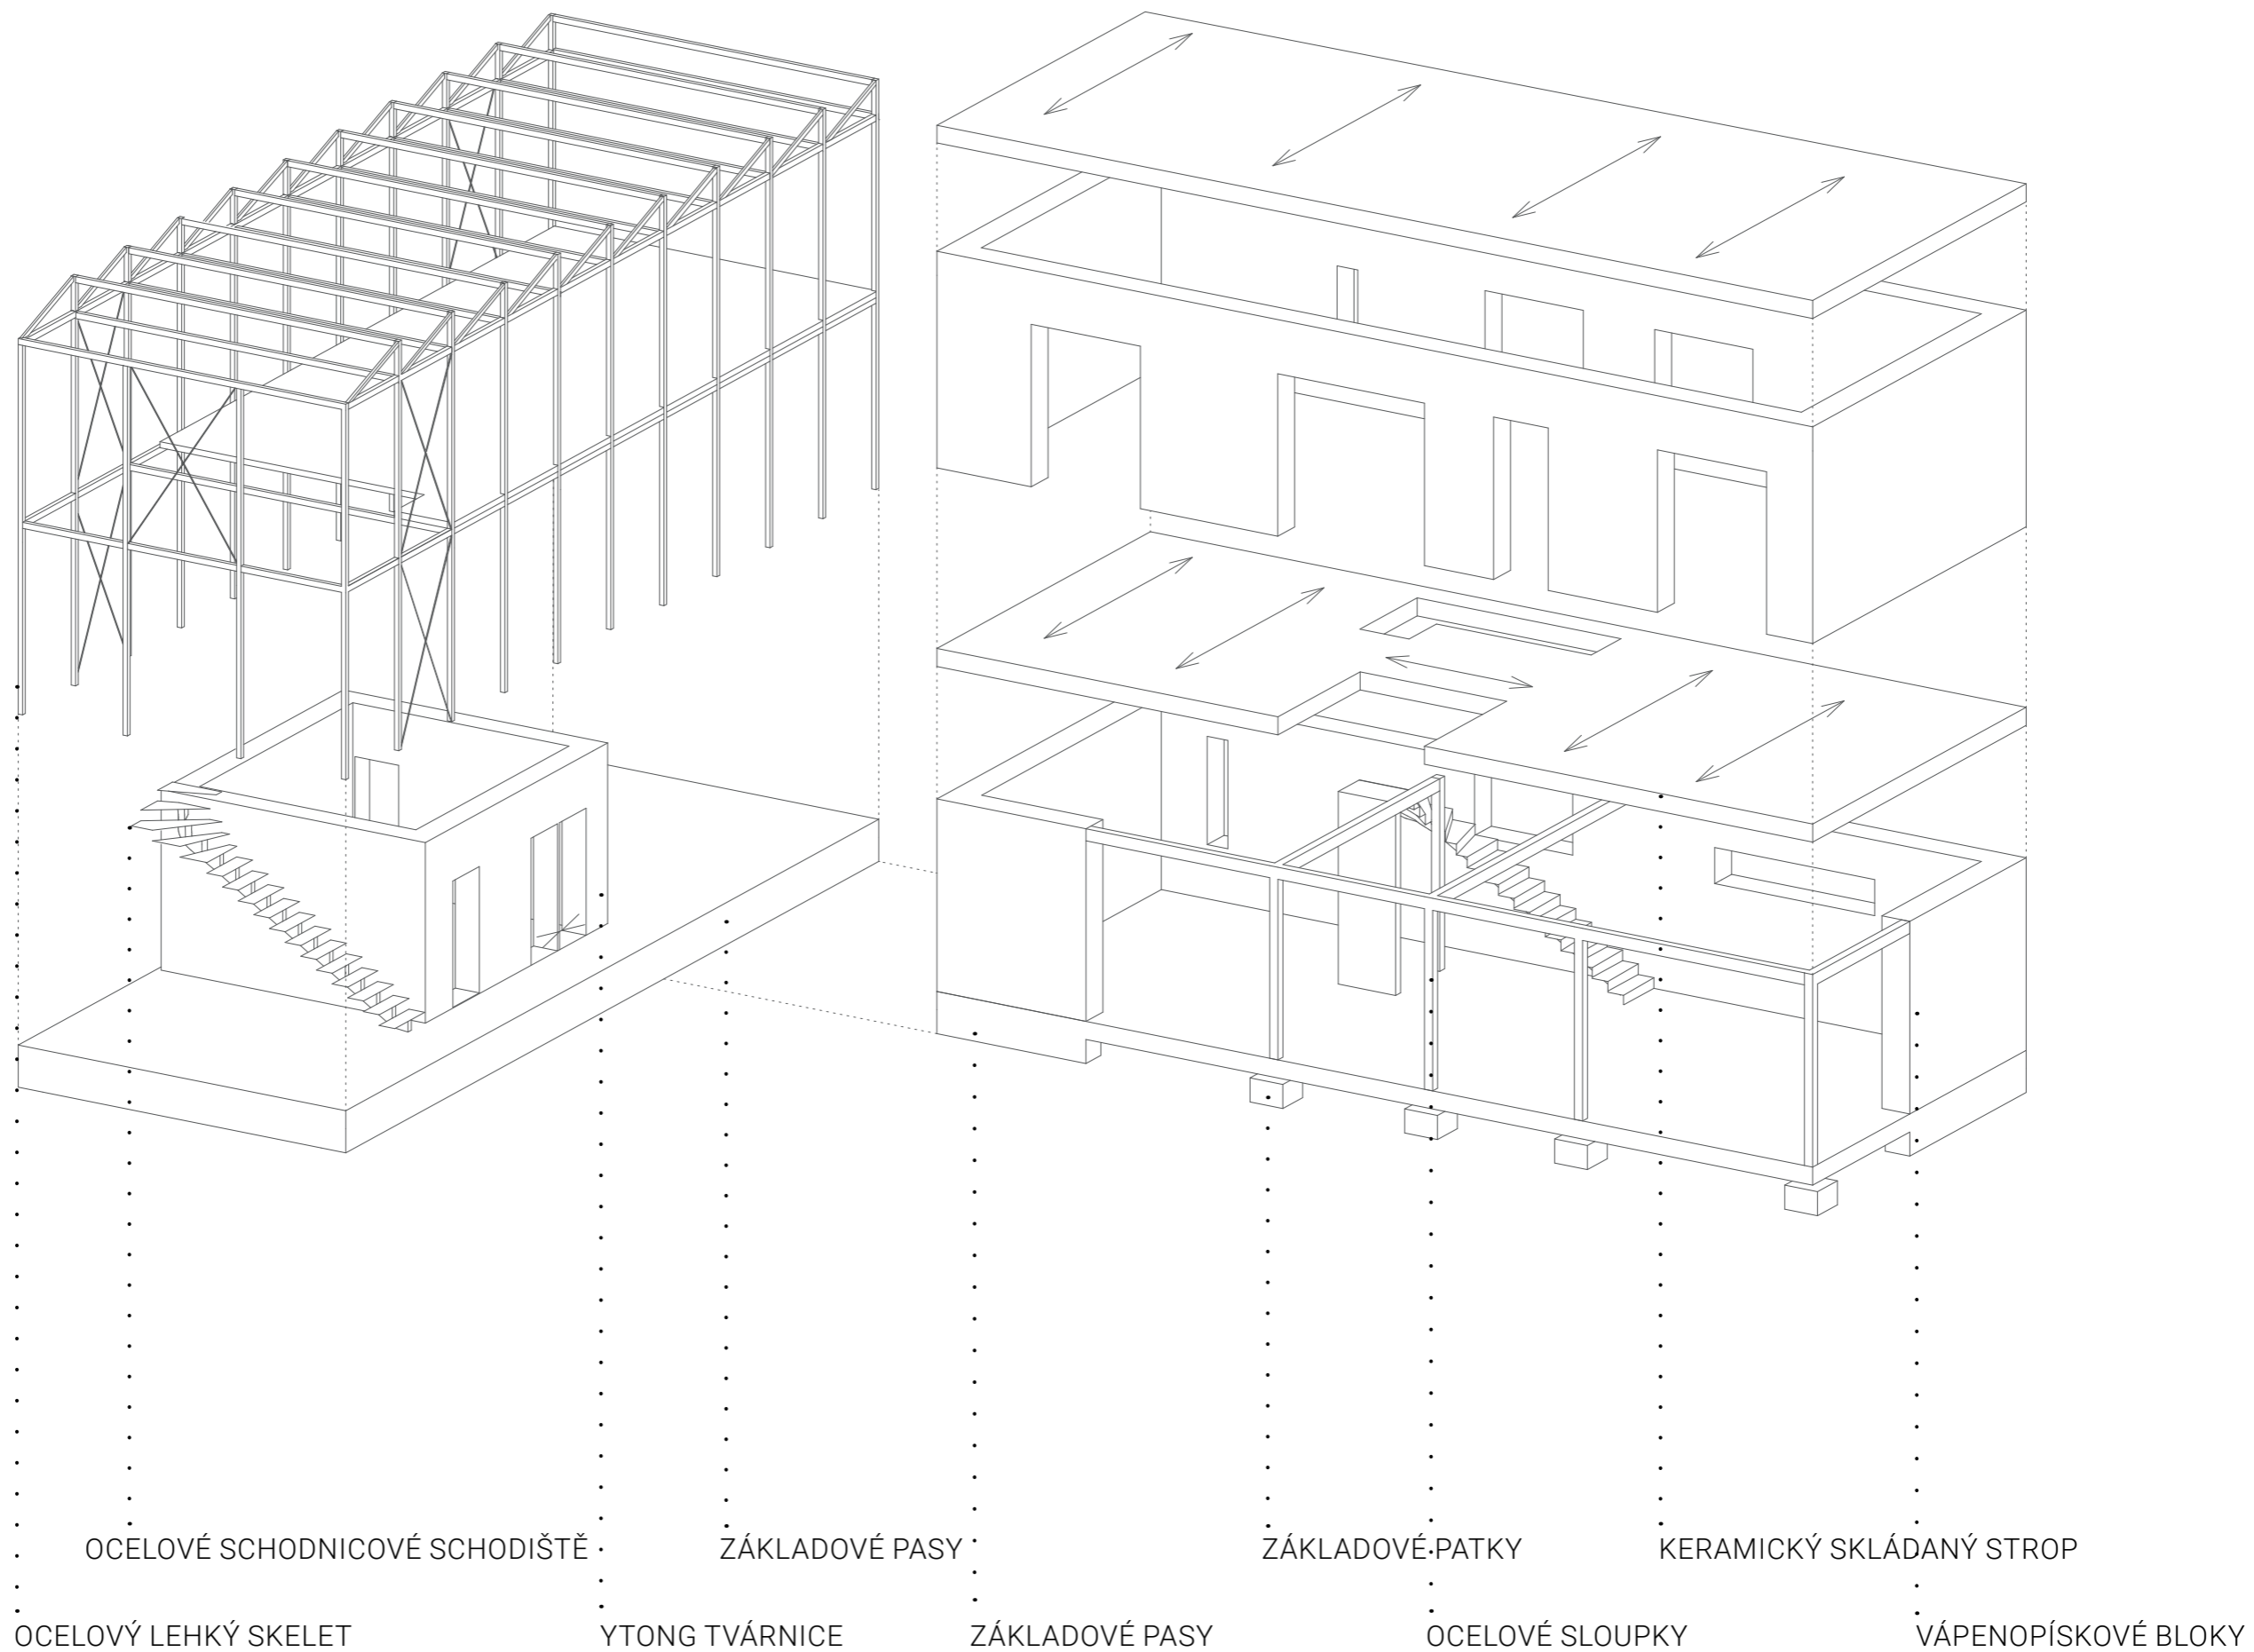 OCELOVÉ SCHODNICOVÉ SCHODIŠTĚ
ZÁKLADOVÉ PASY
ZÁKLADOVÉ PATKY
KERAMICKÝ SKLÁDANÝ STROP
OCELOVÝ LEHKÝ SKELET
YTONG TVÁRNICE
ZÁKLADOVÉ PASY
OCELOVÉ SLOUPKY
VÁPENOPÍSKOVÉ BLOKY